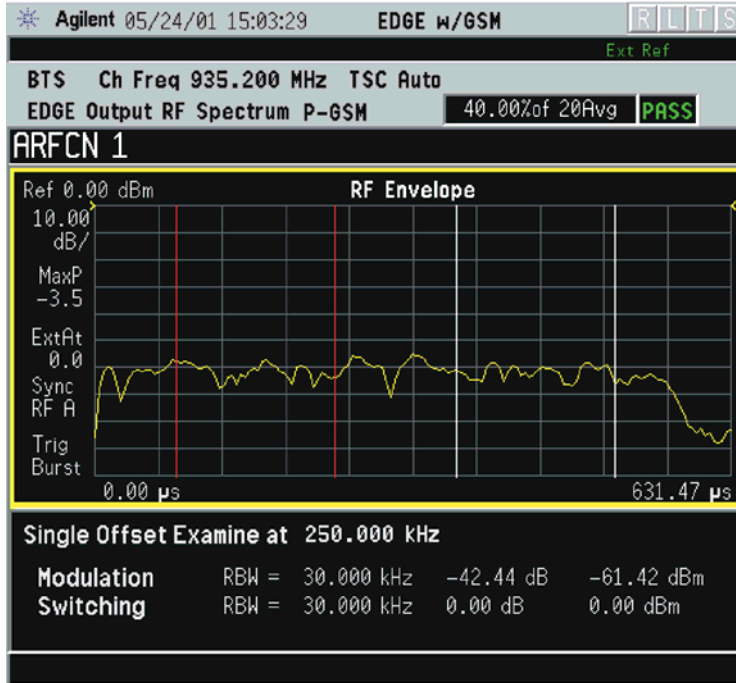 Agilent 05/24/01 15:03:29 EDGE w/GSM R L T S
Ext Ref
BTS Ch Freq 935.200 MHz TSC Auto
EDGE Output RF Spectrum P-GSM 40.00%of 20Avg PASS
ARFCN 1
Ref 0.00 dBm RF Envelope
10.00
dB/
MaxP
-3.5
ExtAt
0.0
Sync
RF A
Trig
Burst
0.00 µs 631.47 µs
Single Offset Examine at 250.000 kHz
Modulation RBW = 30.000 kHz -42.44 dB -61.42 dBm
Switching RBW = 30.000 kHz 0.00 dB 0.00 dBm